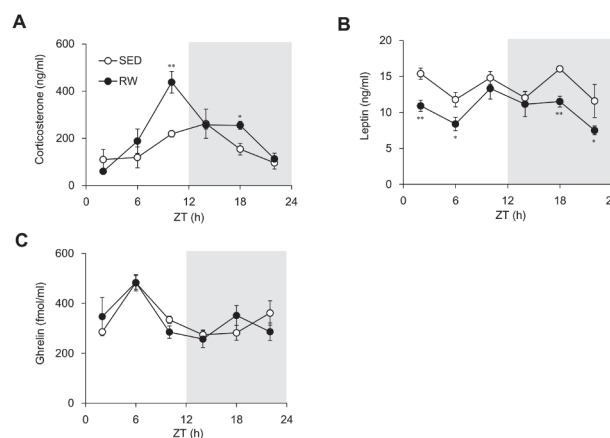 A
Corticosterone (ng/ml)
600
400
200
0
SED
RW
**
*
0 6 12 18 24
ZT (h)
B
Leptin (ng/ml)
20
15
10
5
0
**
*
**
*
0 6 12 18
ZT (h)
C
Ghrelin (fmol/ml)
600
400
200
0
0 6 12 18 24
ZT (h)